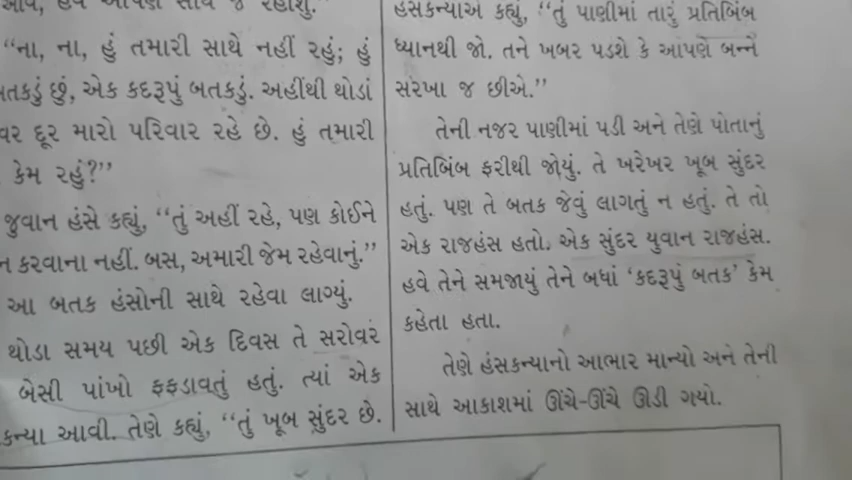 આપણે સાથે જ રહીશું.”
“ના, ના, હું તમારી સાથે નહીં રહું; હું
બતકડું છું, એક કદરૂપું બતકડું. અહીંથી થોડાં
દૂર મારો પરિવાર રહે છે. હું તમારી
કેમ રહું?”
જુવાન હંસે કહ્યું, “તું અહીં રહે, પણ કોઈને
ન કરવાના નહીં. બસ, અમારી જેમ રહેવાનું.”
આ બતક હંસોની સાથે રહેવા લાગ્યું.
થોડા સમય પછી એક દિવસ તે સરોવર
બેસી પાંખો ફફડાવતું હતું. ત્યાં એક
કન્યા આવી. તેણે કહ્યું, “તું ખૂબ સુંદર છે.
હંસકન્યાએ કહ્યું, “તું પાણીમાં તારું પ્રતિબિંબ
ધ્યાનથી જો. તને ખબર પડશે કે આપણે બન્ને
સરખા જ છીએ.”
તેની નજર પાણીમાં પડી અને તેણે પોતાનું
પ્રતિબિંબ ફરીથી જોયું. તે ખરેખર ખૂબ સુંદર
હતું. પણ તે બતક જેવું લાગતું ન હતું. તે તો
એક રાજહંસ હતો, એક સુંદર યુવાન રાજહંસ.
હવે તેને સમજાયું તેને બધાં ‘કદરૂપું બતક’ કેમ
કહેતા હતા.
તેણે હંસકન્યાનો આભાર માન્યો અને તેની
સાથે આકાશમાં ઊંચે-ઊંચે ઊડી ગયો.